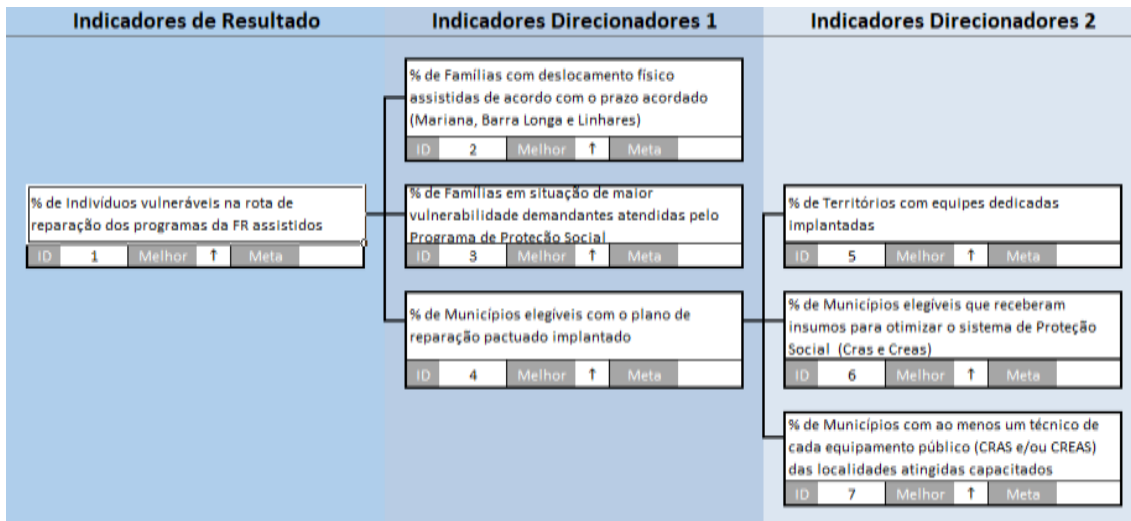 Indicadores de Resultado
Indicadores Direcionadores 1
Indicadores Direcionadores 2
% de Famílias com deslocamento físico
assistidas de acordo com o prazo acordado
(Mariana, Barra Longa e Linhares)
ID 2 Melhor ↑ Meta
% de Indivíduos vulneráveis na rota de
reparação dos programas da FR assistidos
ID 1 Melhor ↑ Meta
% de Famílias em situação de maior
vulnerabilidade demandantes atendidas pelo
Programa de Proteção Social
ID 3 Melhor ↑ Meta
% de Municípios elegíveis com o plano de
reparação pactuado implantado
ID 4 Melhor ↑ Meta
% de Territórios com equipes dedicadas
implantadas
ID 5 Melhor ↑ Meta
% de Municípios elegíveis que receberam
insumos para otimizar o sistema de Proteção
Social (Cras e Creas)
ID 6 Melhor ↑ Meta
% de Municípios com ao menos um técnico de
cada equipamento público (CRAS e/ou CREAS)
das localidades atingidas capacitados
ID 7 Melhor ↑ Meta